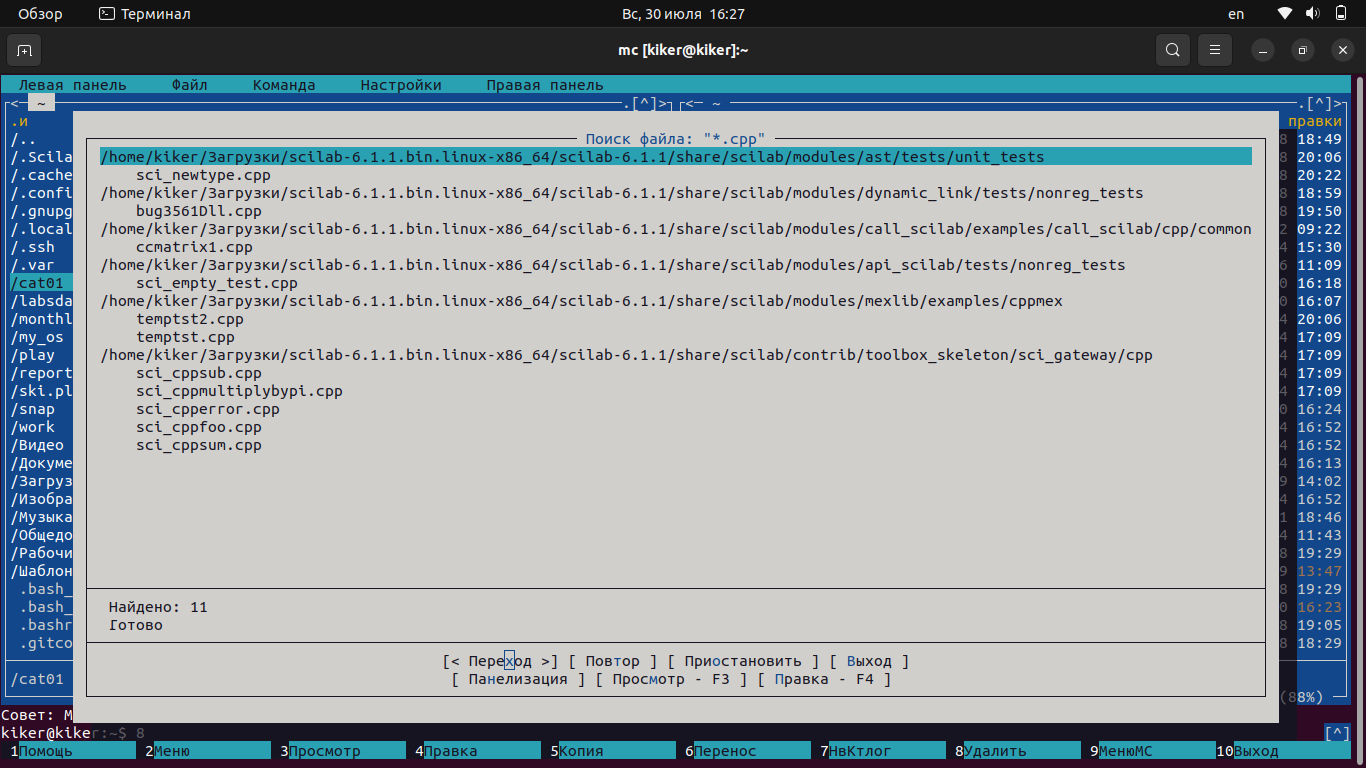 Обзор Терминал Вс, 30 июля 16:27 en
mc [kiker@kiker]:~
Левая панель Файл Команда Настройки Правая панель
<─ ~ .[^]> <─ ~ .[^]>
.и правки
Поиск файла: "*.cpp"
/.. 8 18:49
/.Scila /home/kiker/Загрузки/scilab-6.1.1.bin.linux-x86_64/scilab-6.1.1/share/scilab/modules/ast/tests/unit_tests 8 20:06
/.cache sci_newtype.cpp 8 20:22
/.confi /home/kiker/Загрузки/scilab-6.1.1.bin.linux-x86_64/scilab-6.1.1/share/scilab/modules/dynamic_link/tests/nonreg_tests 8 18:59
/.gnupg bug3561Dll.cpp 8 19:50
/.local /home/kiker/Загрузки/scilab-6.1.1.bin.linux-x86_64/scilab-6.1.1/share/scilab/modules/call_scilab/examples/call_scilab/cpp/common 2 09:22
/.ssh ccmatrix1.cpp 4 15:30
/.var /home/kiker/Загрузки/scilab-6.1.1.bin.linux-x86_64/scilab-6.1.1/share/scilab/modules/api_scilab/tests/nonreg_tests 6 11:09
/cat01 sci_empty_test.cpp 0 16:18
/labsda /home/kiker/Загрузки/scilab-6.1.1.bin.linux-x86_64/scilab-6.1.1/share/scilab/modules/mexlib/examples/cppmex 0 16:07
/monthl temptst2.cpp 4 20:06
/my_os temptst.cpp 4 17:09
/play /home/kiker/Загрузки/scilab-6.1.1.bin.linux-x86_64/scilab-6.1.1/share/scilab/contrib/toolbox_skeleton/sci_gateway/cpp 4 17:09
/report sci_cppsub.cpp 4 17:09
/ski.pl sci_cppmultiplybypi.cpp 4 17:09
/snap sci_cpperror.cpp 0 16:24
/work sci_cppfoo.cpp 4 16:52
/Видео sci_cppsum.cpp 4 16:52
/Докуме 4 16:13
/Загруз 9 14:02
/Изобра 4 16:52
/Музыка 1 18:46
/Общедо 4 11:43
/Рабочи 8 19:29
/Шаблон 9 13:47
.bash_ 8 19:29
.bash_ Найдено: 11 0 16:23
.bashr Готово 8 19:05
.gitco 8 18:29
[< Переход >] [ Повтор ] [ Приостановить ] [ Выход ]
/cat01 [ Панелизация ] [ Просмотр - F3 ] [ Правка - F4 ]
(88%)
Совет: М
kiker@kiker:~$ 8 [^]
1Помощь 2Меню 3Просмотр 4Правка 5Копия 6Перенос 7НвКтлог 8Удалить 9МенюМС 10Выход